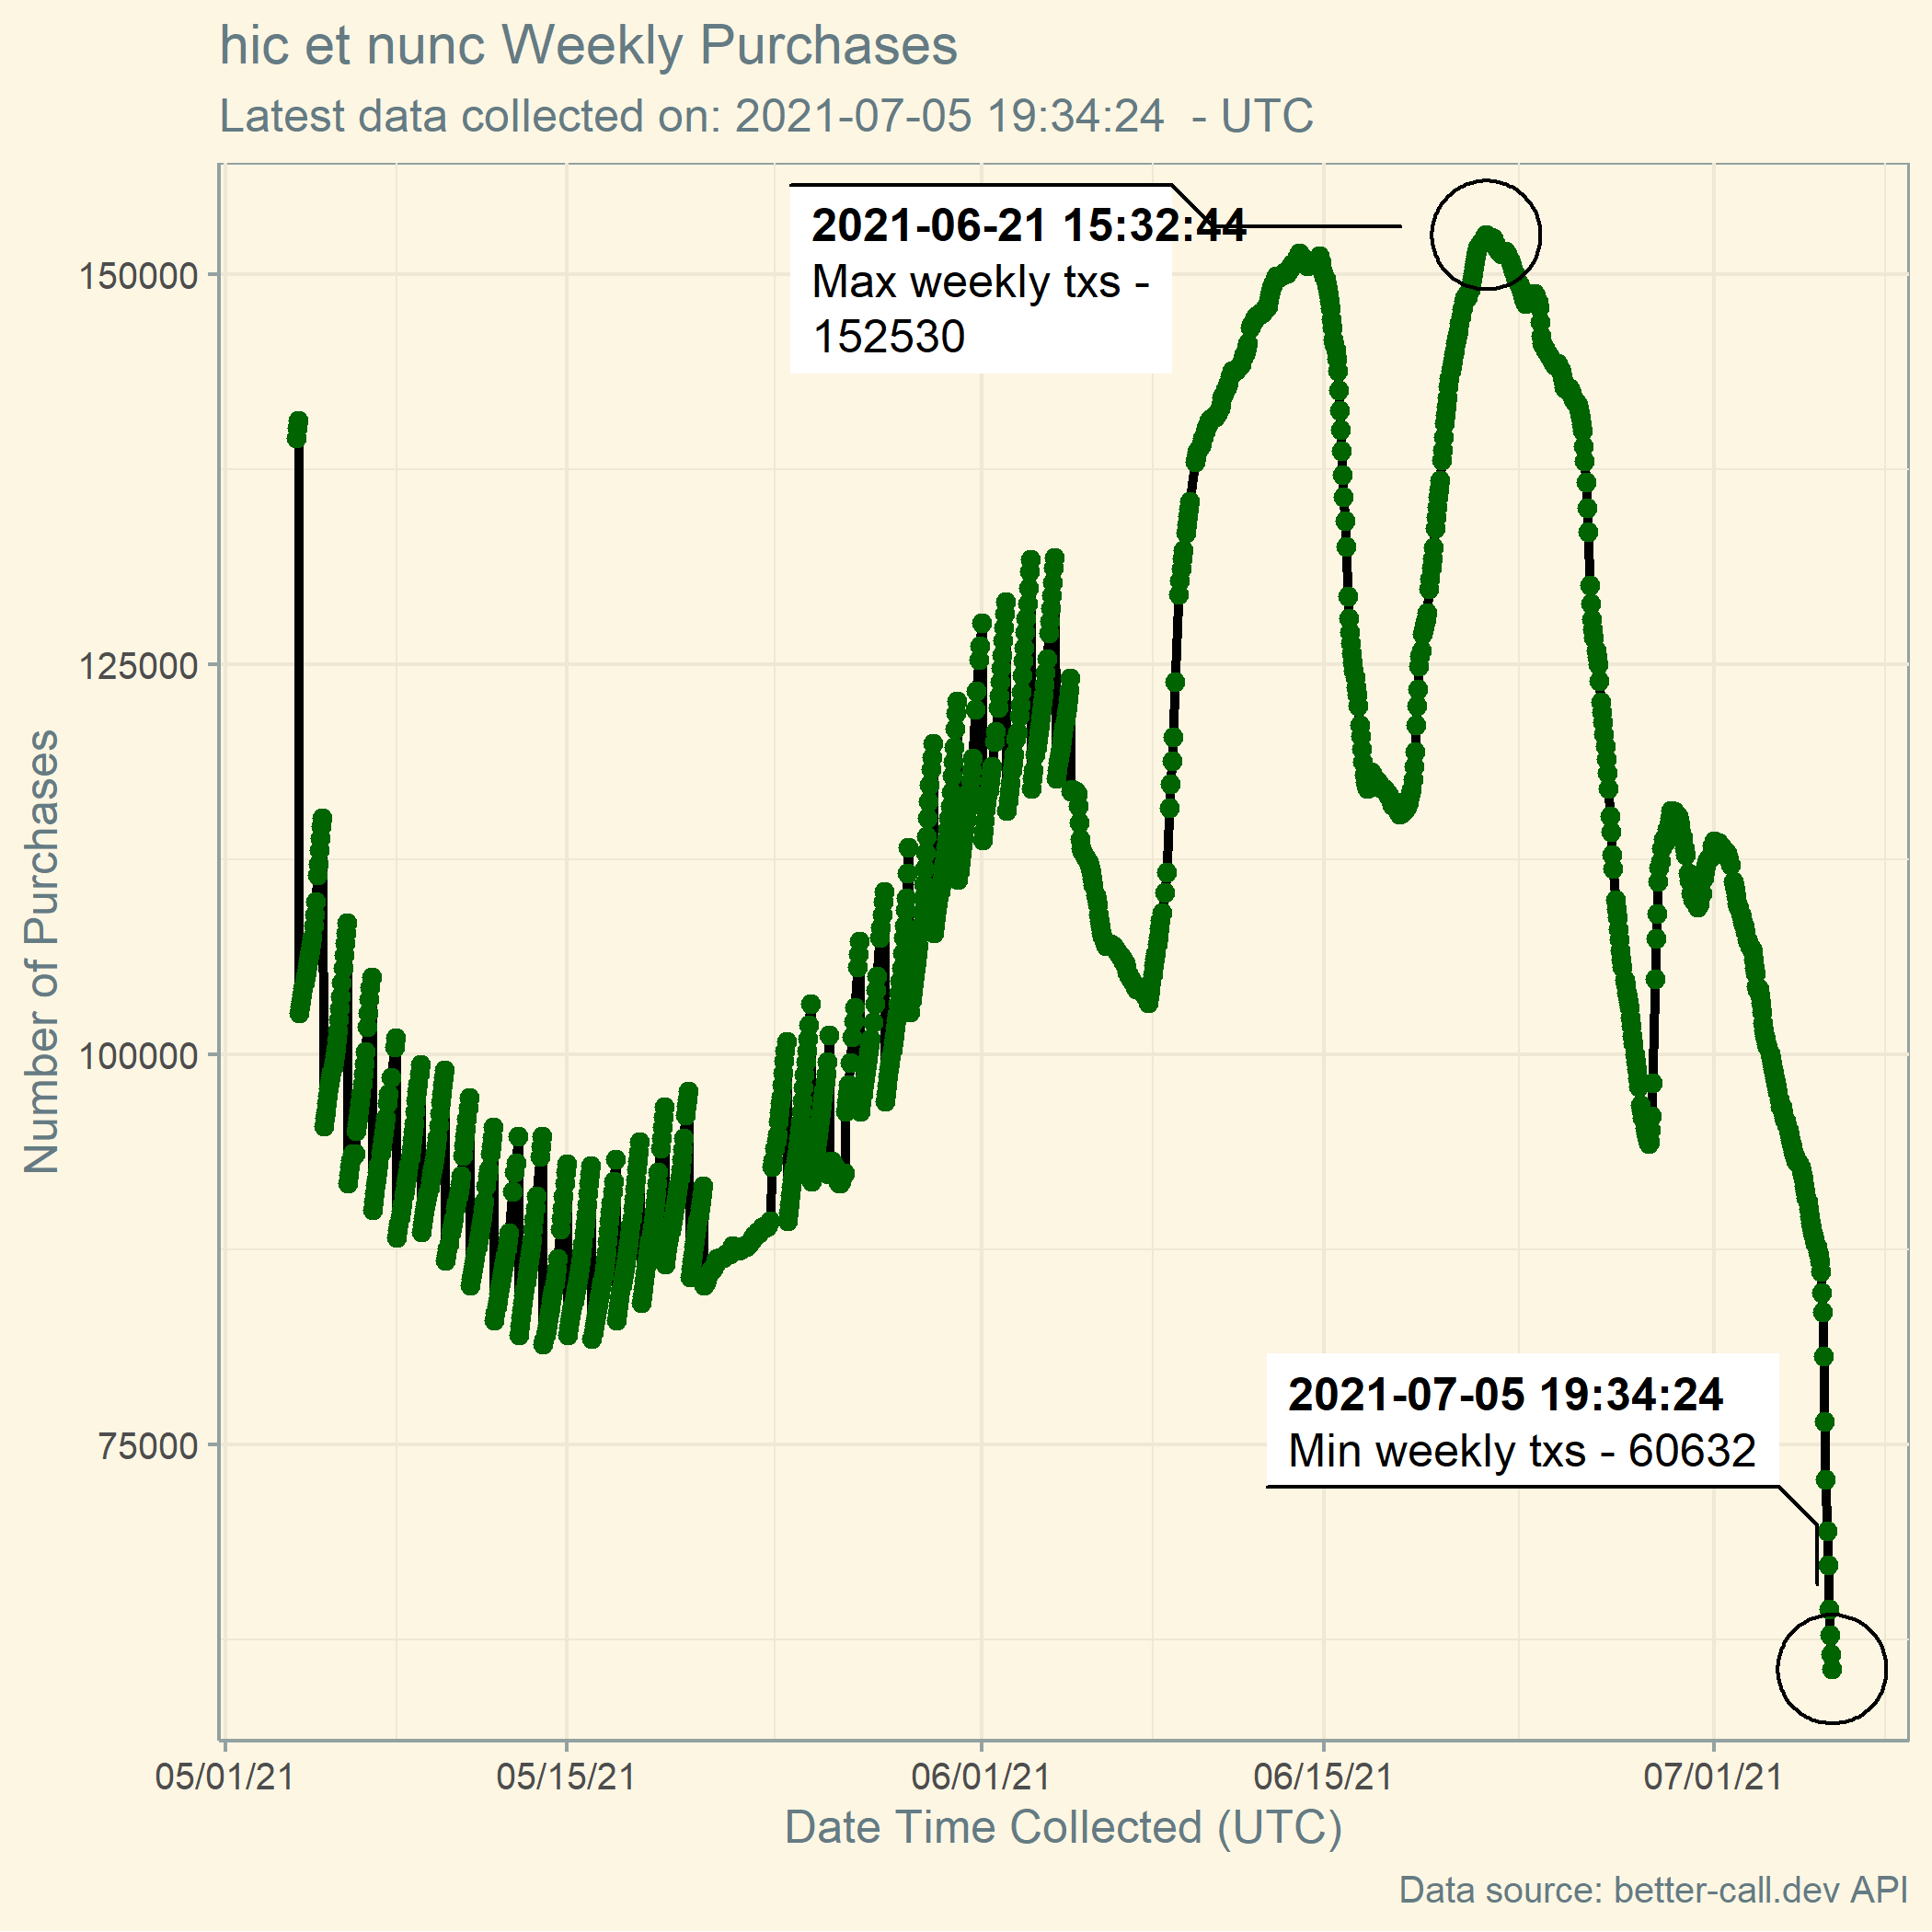 hic et nunc Weekly Purchases
Latest data collected on: 2021-07-05 19:34:24 - UTC
2021-06-21 15:32:44
Max weekly txs -
152530
150000
125000
100000
75000
Number of Purchases
2021-07-05 19:34:24
Min weekly txs - 60632
05/01/21 05/15/21 06/01/21 06/15/21 07/01/21
Date Time Collected (UTC)
Data source: better-call.dev API